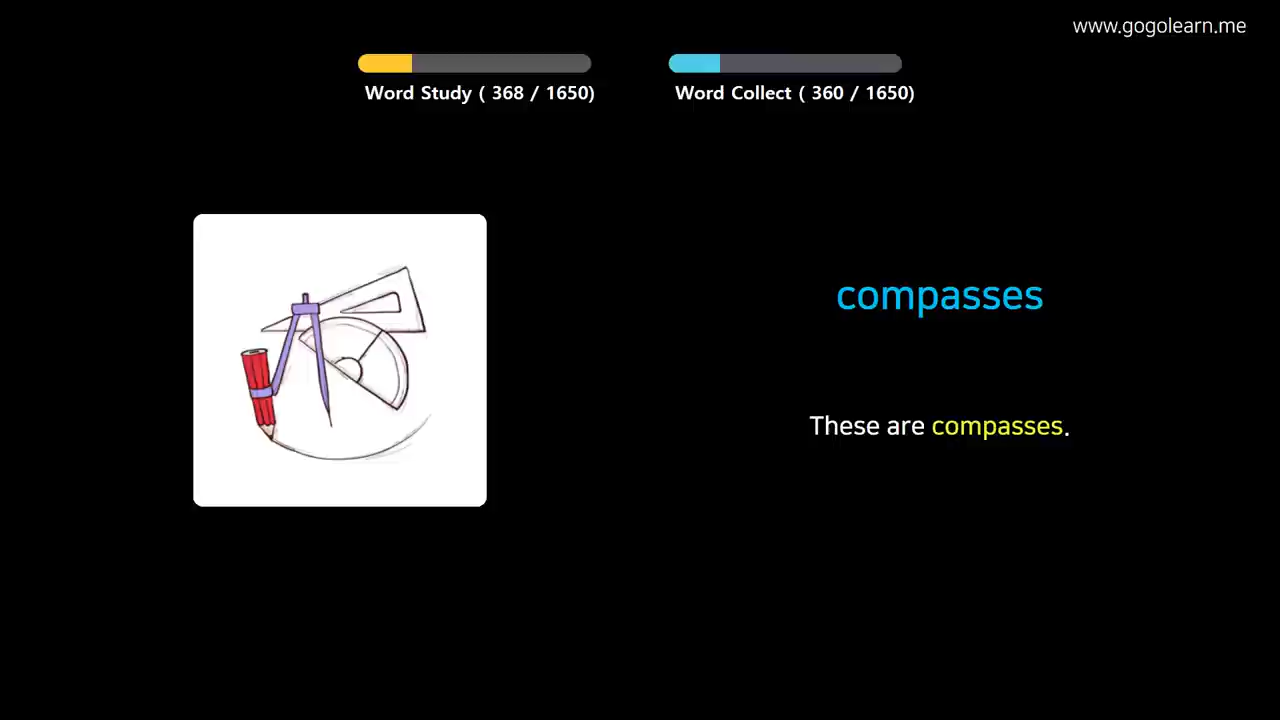 www.gogolearn.me
Word Study ( 368 / 1650)
Word Collect ( 360 / 1650)
compasses
These are compasses.